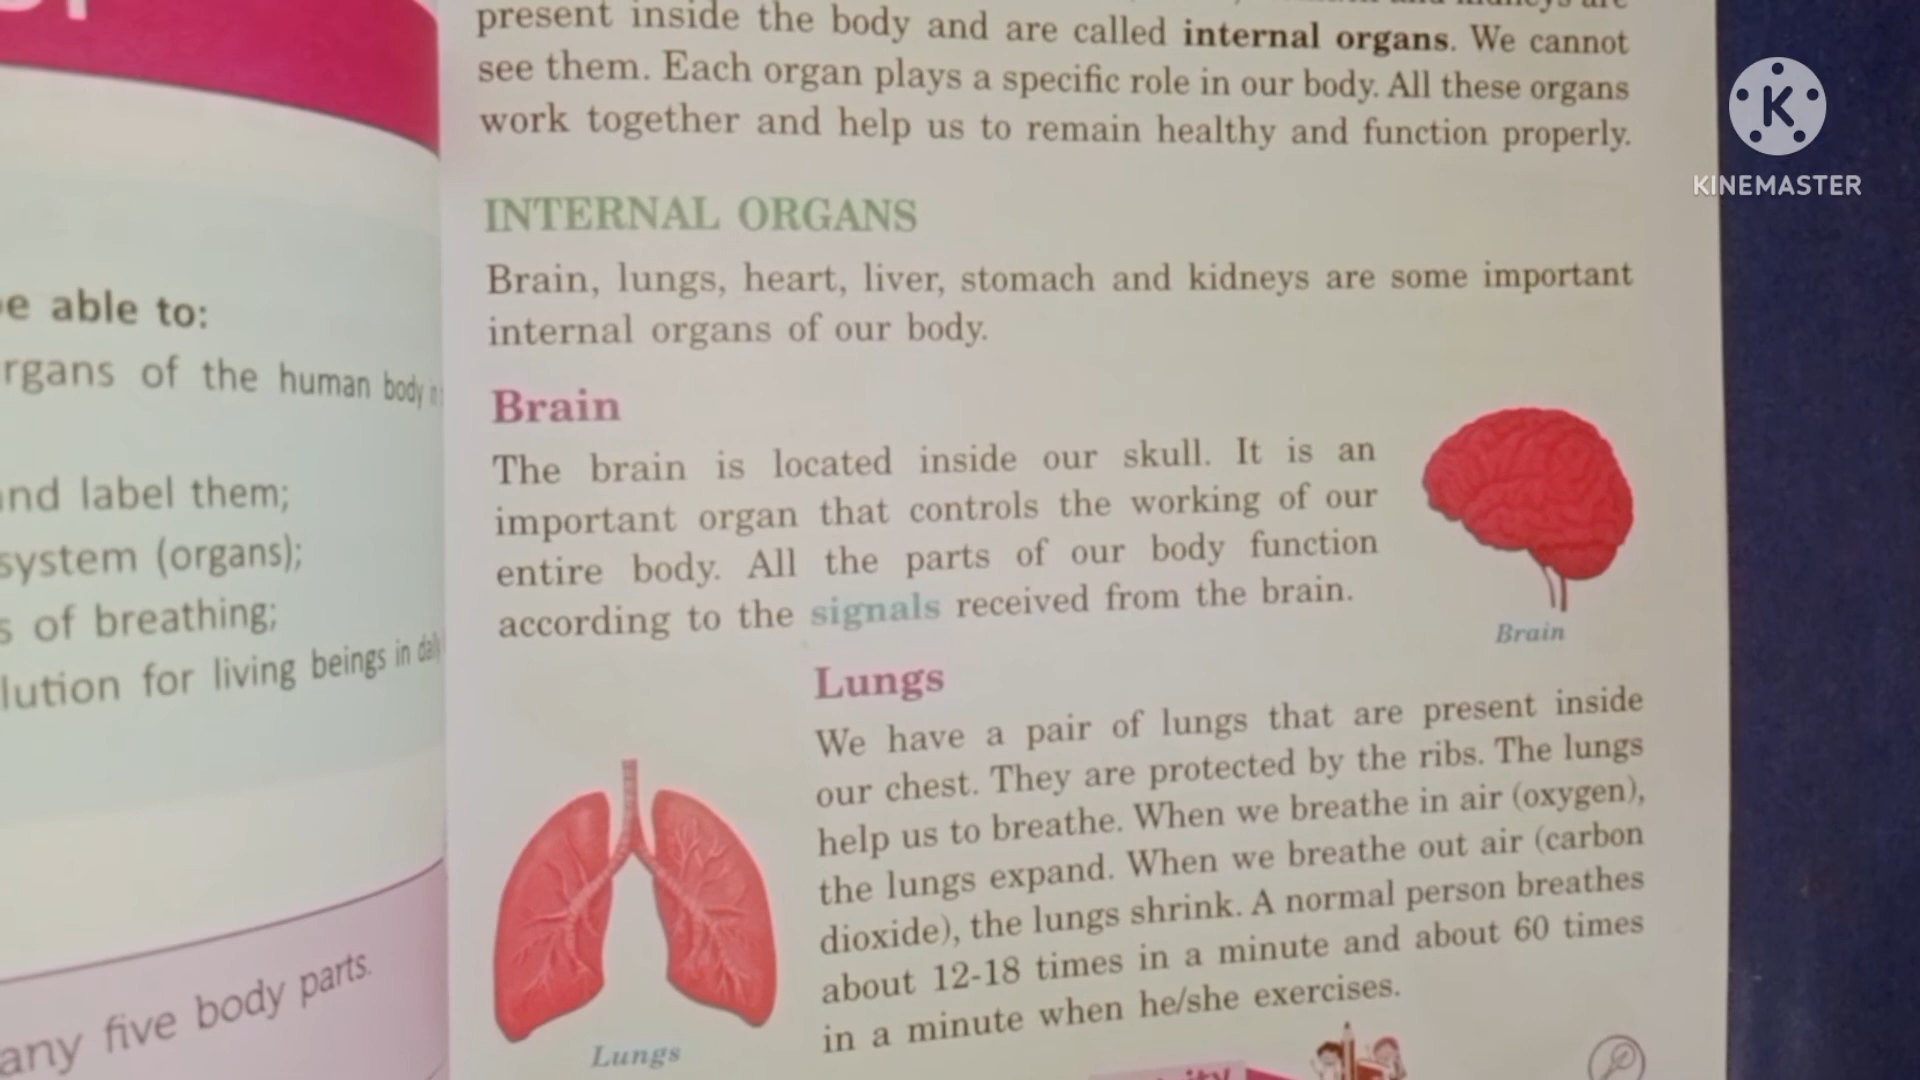 e able to:
rgans of the human body
nd label them;
system (organs);
s of breathing;
lution for living beings in daily
any five body parts.
present inside the body and are called internal organs. We cannot
see them. Each organ plays a specific role in our body. All these organs
work together and help us to remain healthy and function properly.
INTERNAL ORGANS
Brain, lungs, heart, liver, stomach and kidneys are some important
internal organs of our body.
Brain
The brain is located inside our skull. It is an
important organ that controls the working of our
entire body. All the parts of our body function
according to the signals received from the brain.
Brain
Lungs
We have a pair of lungs that are present inside
our chest. They are protected by the ribs. The lungs
help us to breathe. When we breathe in air (oxygen),
the lungs expand. When we breathe out air (carbon
dioxide), the lungs shrink. A normal person breathes
about 12-18 times in a minute and about 60 times
in a minute when he/she exercises.
Lungs
KINEMASTER